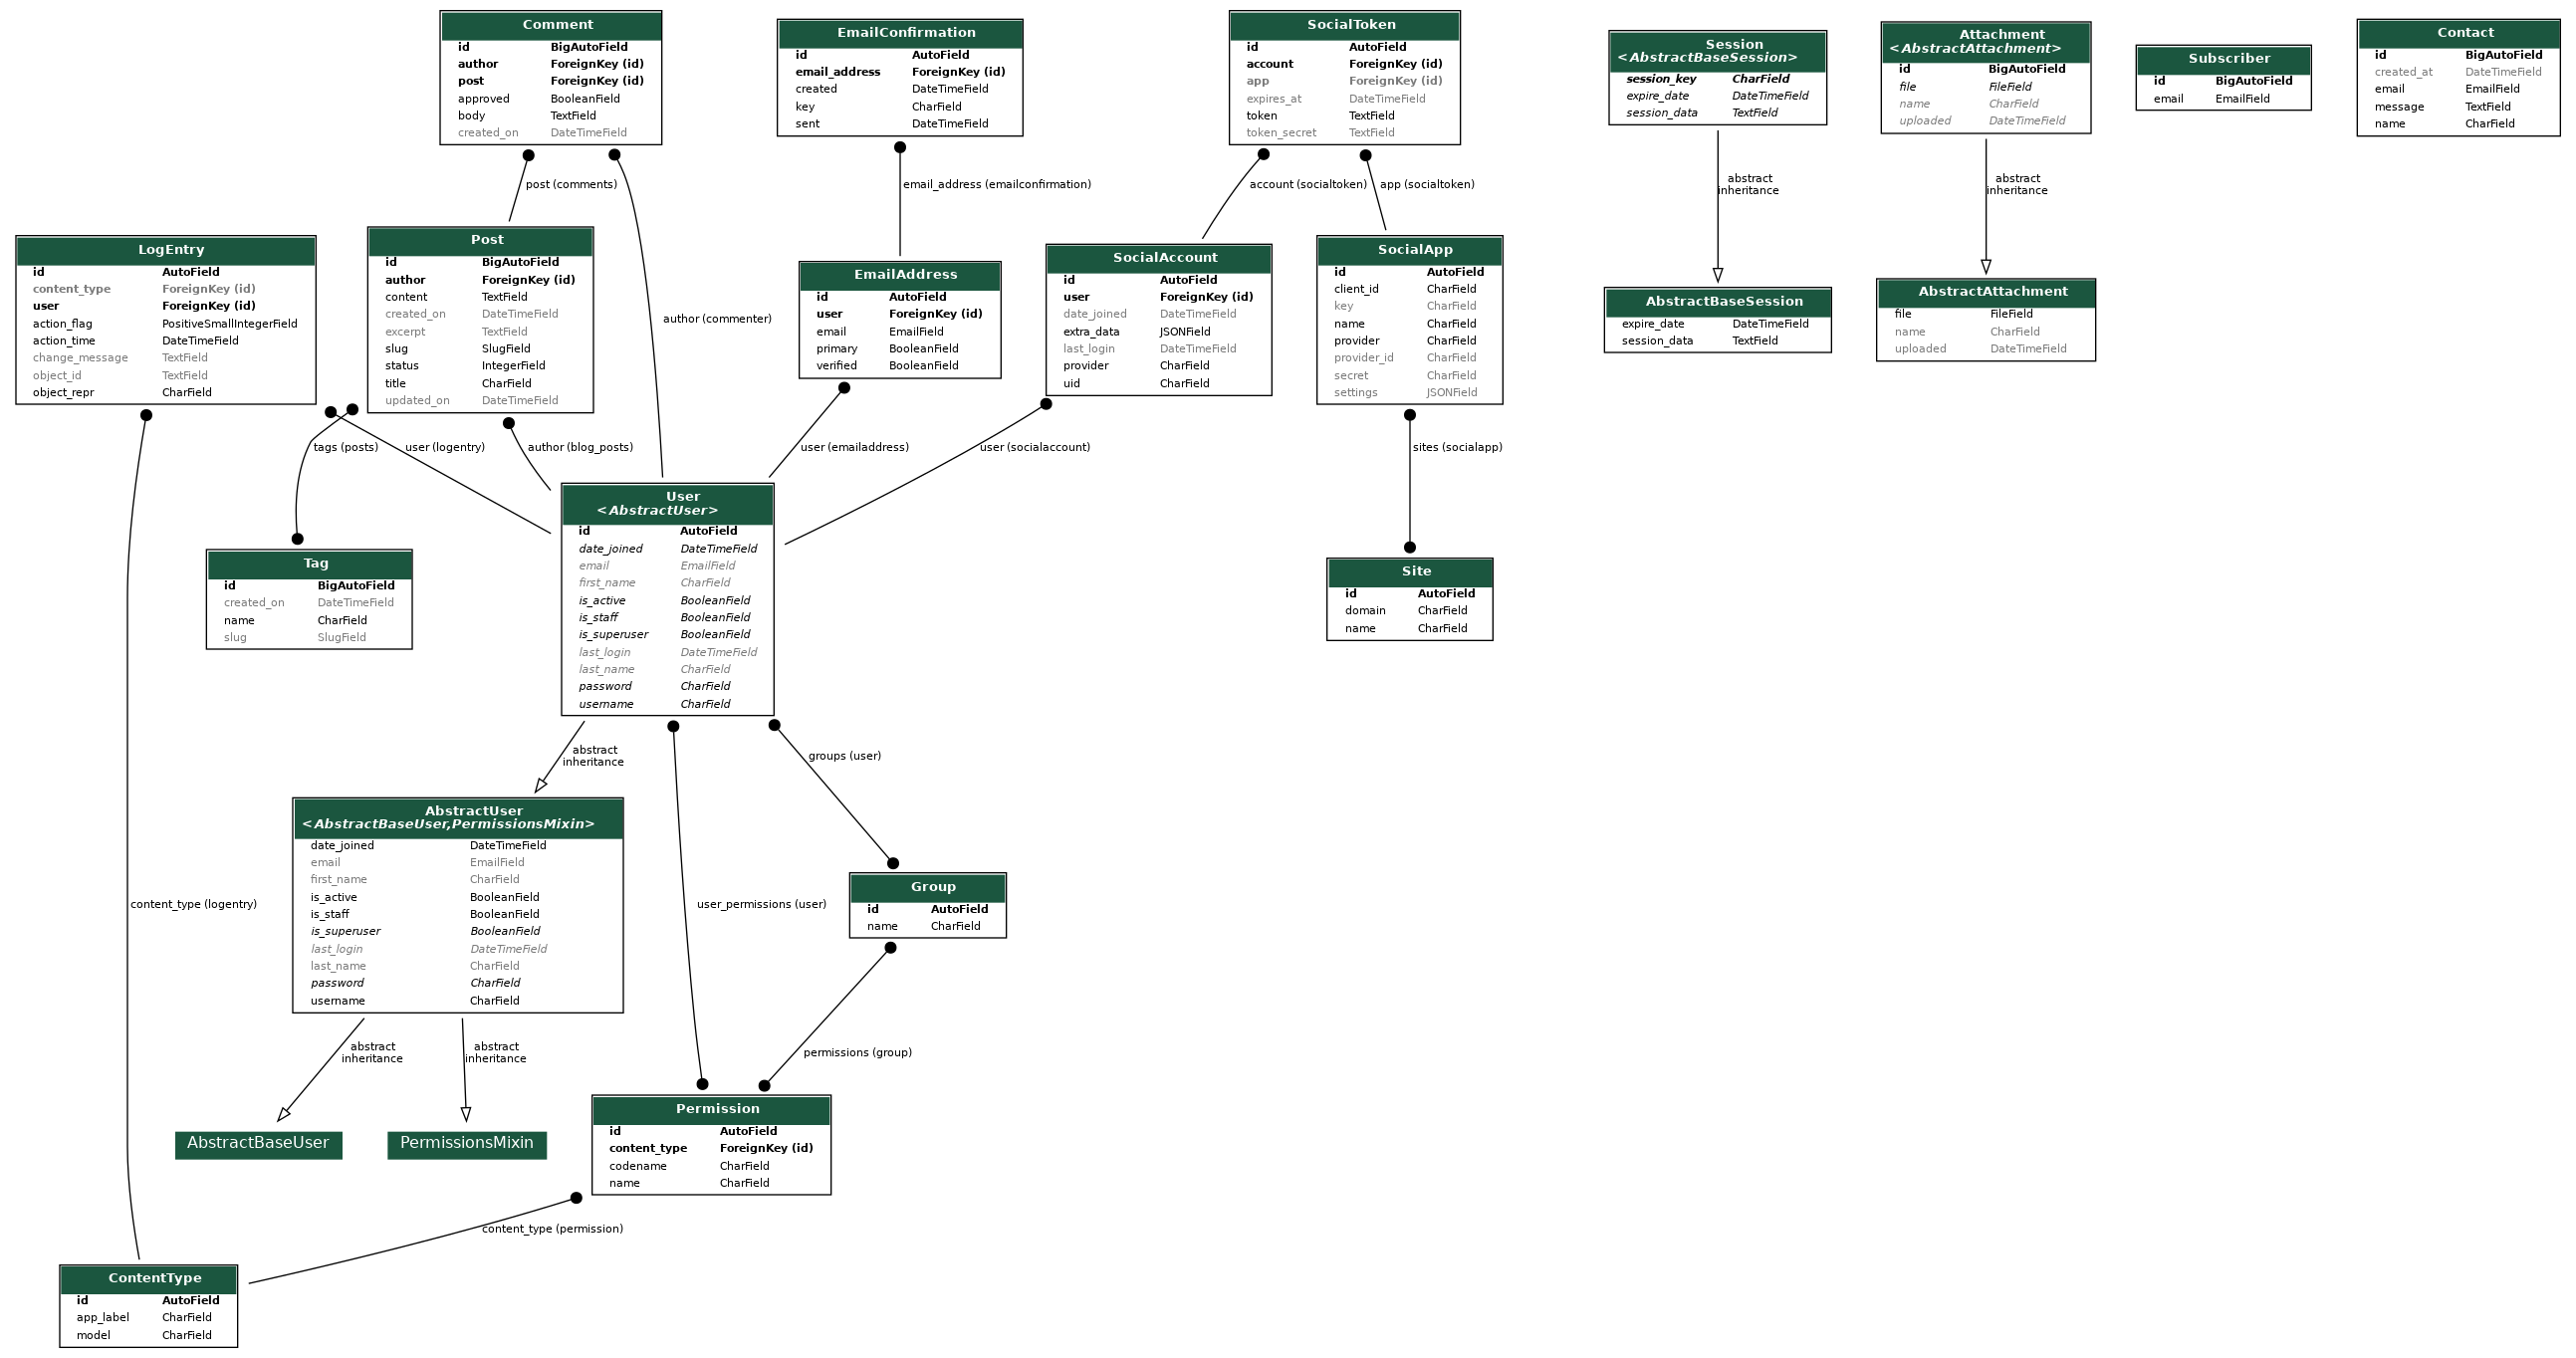 Comment
id BigAutoField
author ForeignKey (id)
post ForeignKey (id)
approved BooleanField
body TextField
created_on DateTimeField
EmailConfirmation
id AutoField
email_address ForeignKey (id)
created DateTimeField
key CharField
sent DateTimeField
SocialToken
id AutoField
account ForeignKey (id)
app ForeignKey (id)
expires_at DateTimeField
token TextField
token_secret TextField
Session
<AbstractBaseSession>
session_key CharField
expire_date DateTimeField
session_data TextField
Attachment
<AbstractAttachment>
id BigAutoField
file FileField
name CharField
uploaded DateTimeField
Subscriber
id BigAutoField
email EmailField
Contact
id BigAutoField
created_at DateTimeField
email EmailField
message TextField
name CharField
post (comments)
email_address (emailconfirmation)
account (socialtoken)
app (socialtoken)
abstract
inheritance
abstract
inheritance
LogEntry
id AutoField
content_type ForeignKey (id)
user ForeignKey (id)
action_flag PositiveSmallIntegerField
action_time DateTimeField
change_message TextField
object_id TextField
object_repr CharField
Post
id BigAutoField
author ForeignKey (id)
content TextField
created_on DateTimeField
excerpt TextField
slug SlugField
status IntegerField
title CharField
updated_on DateTimeField
author (commenter)
EmailAddress
id AutoField
user ForeignKey (id)
email EmailField
primary BooleanField
verified BooleanField
SocialAccount
id AutoField
user ForeignKey (id)
date_joined DateTimeField
extra_data JSONField
last_login DateTimeField
provider CharField
uid CharField
SocialApp
id AutoField
client_id CharField
key CharField
name CharField
provider CharField
provider_id CharField
secret CharField
settings JSONField
AbstractBaseSession
expire_date DateTimeField
session_data TextField
AbstractAttachment
file FileField
name CharField
uploaded DateTimeField
tags (posts)
user (logentry)
author (blog_posts)
user (emailaddress)
user (socialaccount)
sites (socialapp)
Tag
id BigAutoField
created_on DateTimeField
name CharField
slug SlugField
User
<AbstractUser>
id AutoField
date_joined DateTimeField
email EmailField
first_name CharField
is_active BooleanField
is_staff BooleanField
is_superuser BooleanField
last_login DateTimeField
last_name CharField
password CharField
username CharField
Site
id AutoField
domain CharField
name CharField
abstract
inheritance
groups (user)
AbstractUser
<AbstractBaseUser,PermissionsMixin>
date_joined DateTimeField
email EmailField
first_name CharField
is_active BooleanField
is_staff BooleanField
is_superuser BooleanField
last_login DateTimeField
last_name CharField
password CharField
username CharField
content_type (logentry)
user_permissions (user)
Group
id AutoField
name CharField
abstract
inheritance
abstract
inheritance
permissions (group)
AbstractBaseUser
PermissionsMixin
Permission
id AutoField
content_type ForeignKey (id)
codename CharField
name CharField
content_type (permission)
ContentType
id AutoField
app_label CharField
model CharField